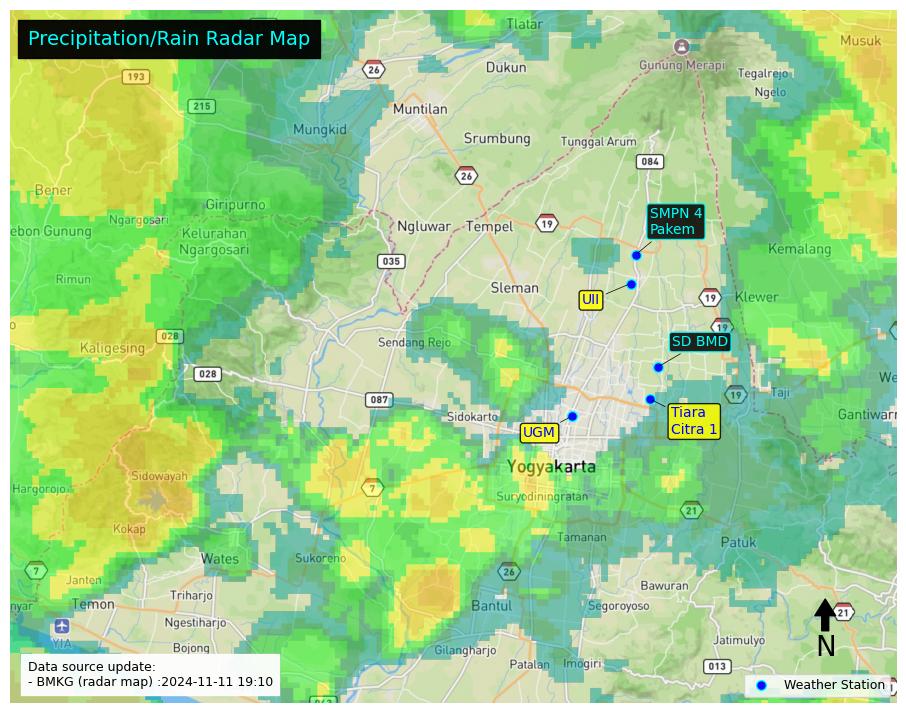 Precipitation/Rain Radar Map
Tlatar
Musuk
Gunung Merapi
26
Dukun
193
Tegalrejo
Ngelo
215
Muntilan
Mungkid
Srumbung
Tunggal Arum
084
26
Bener
Giripurno
SMPN 4
Pakem
Ngargosari
Ngluwar
Tempel
19
ebon Gunung
Kelurahan
Ngargosari
Kemalang
035
Rimun
Sleman
UII
19
Klewer
19
028
Sendang Rejo
SD BMD
Kaligesing
028
We
087
19
Taji
Sidokarto
Tiara
Citra 1
Gantiwar
UGM
Yogyakarta
Sidowayah
Hargorojo
7
Suryodiningratan
21
Kokap
Tamanan
Patuk
Wates
Sukoreno
7
26
Janten
Bawuran
nyar
Temon
Triharjo
Bantul
Segoroyoso
21
Ngestiharjo
YIA
N
Jatimulyo
Bojong
Gilangharjo
Patalan
Imogiri
013
Data source update:
- BMKG (radar map) :2024-11-11 19:10
Weather Station